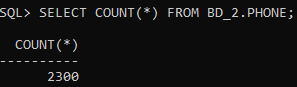 SQL> SELECT COUNT(*) FROM BD_2.PHONE;
COUNT(*)
----------
2300